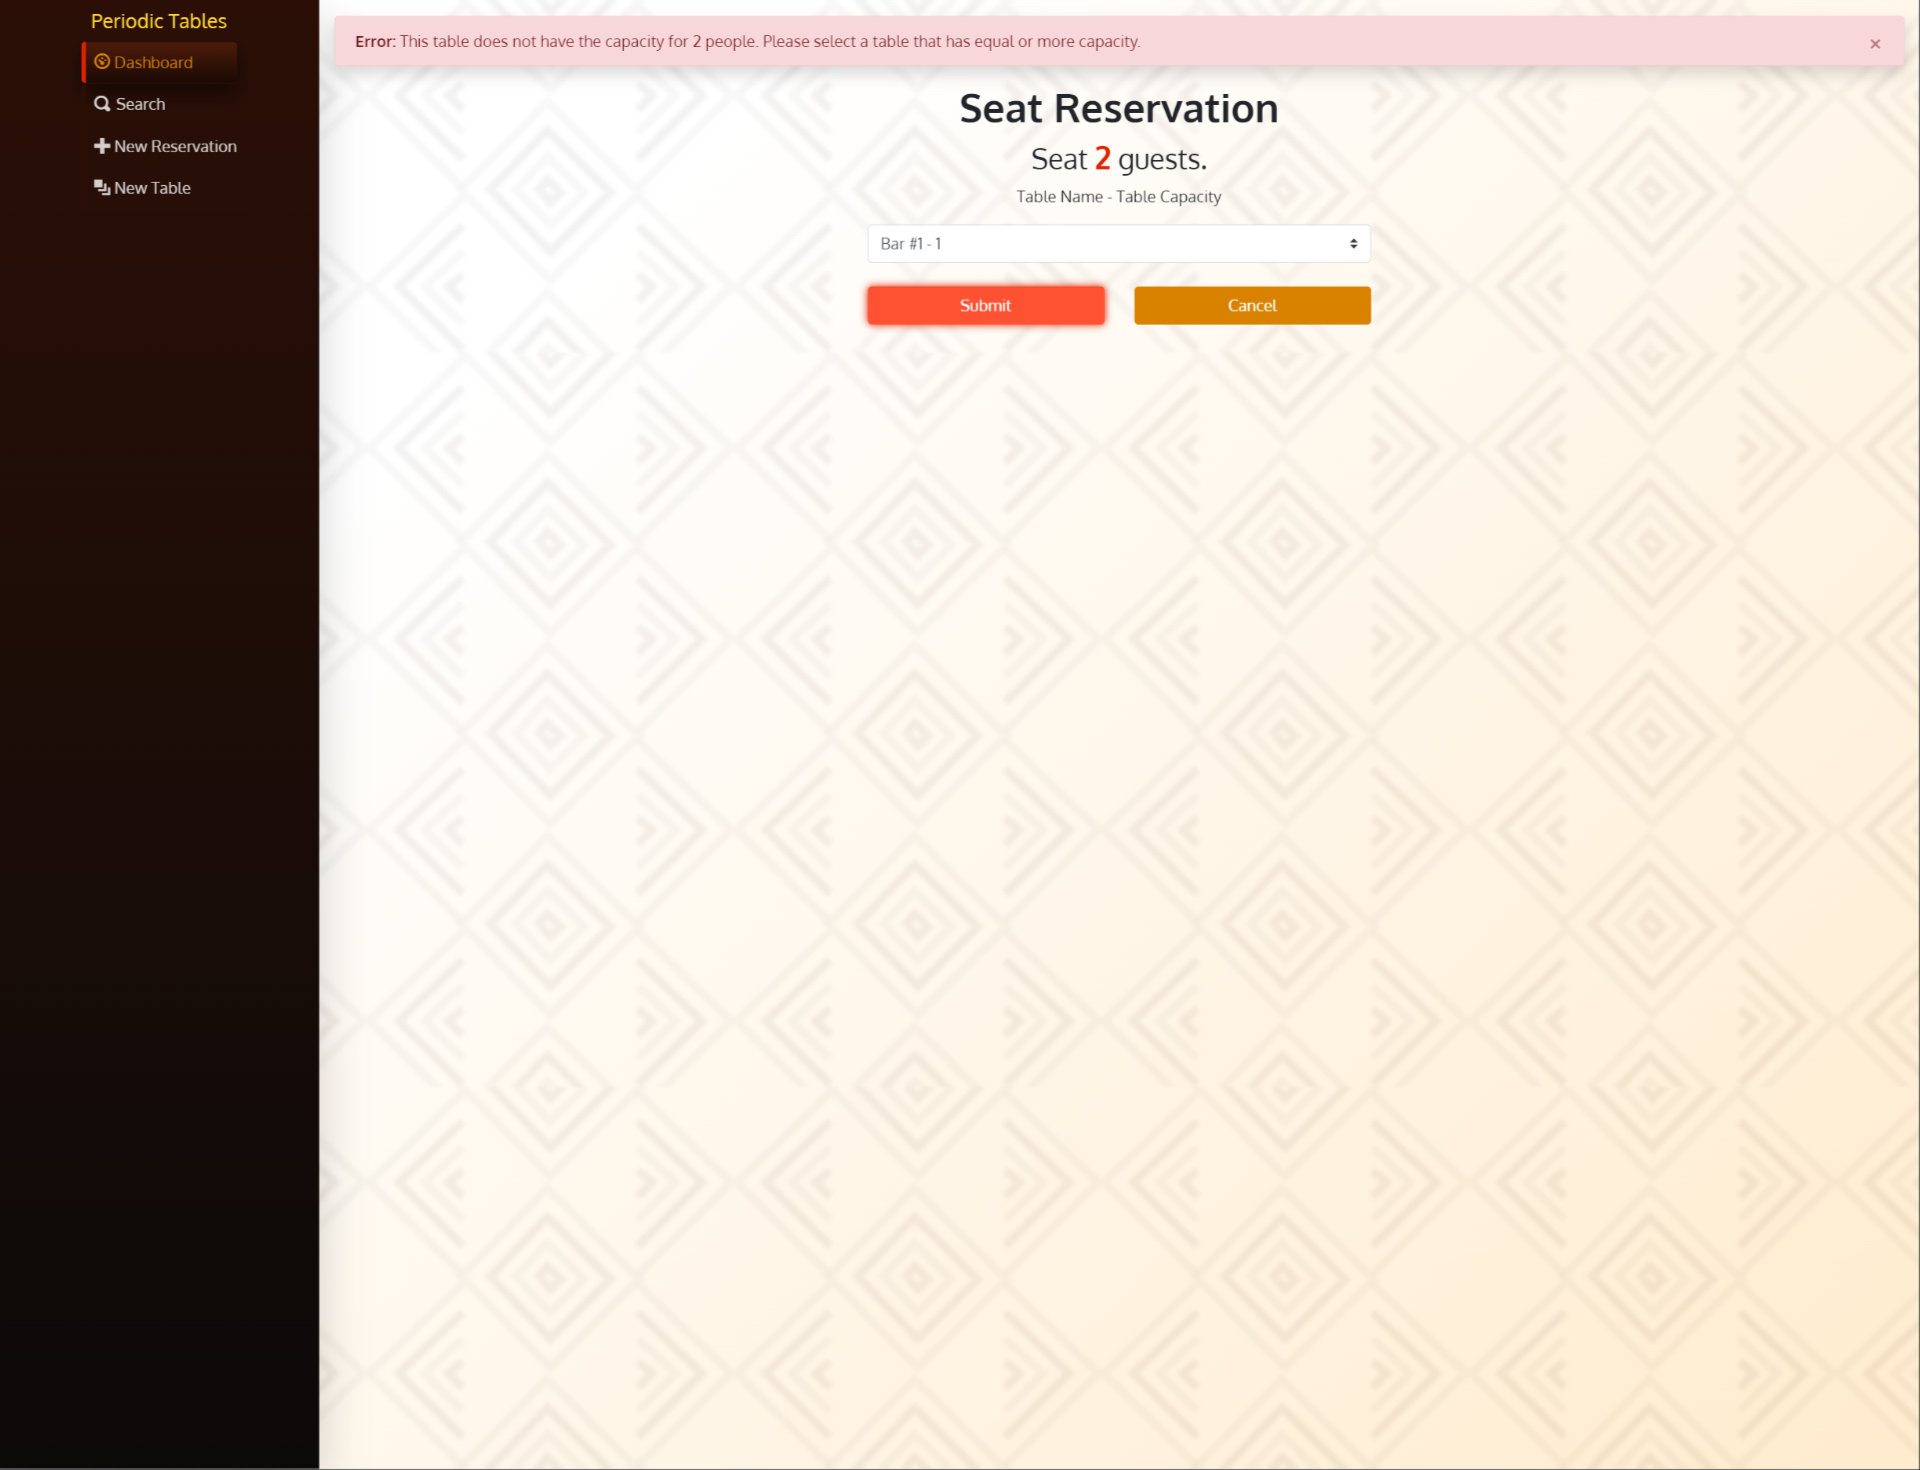 Periodic Tables
Dashboard
Search
New Reservation
New Table
Error: This table does not have the capacity for 2 people. Please select a table that has equal or more capacity.
×
Seat Reservation
Seat 2 guests.
Table Name - Table Capacity
Bar #1 - 1
Submit
Cancel